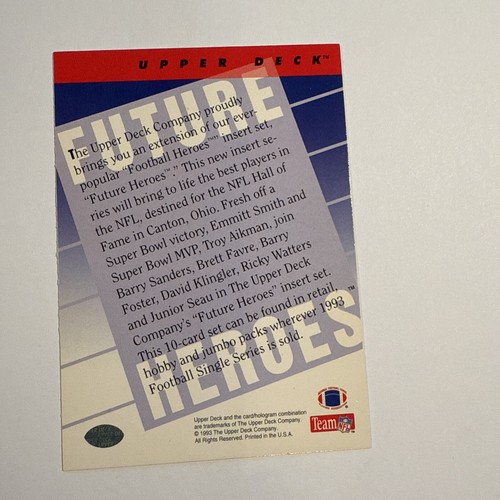 UPPER DECK™
FUTURE
The Upper Deck Company proudly
brings you an extension of our ever-
popular "Football Heroes™" insert set,
"Future Heroes™." This new insert se-
ries will bring to life the best players in
the NFL, destined for the NFL Hall of
Fame in Canton, Ohio. Fresh off a
Super Bowl victory, Emmitt Smith and
Super Bowl MVP, Troy Aikman, join
Barry Sanders, Brett Favre, Barry
Foster, David Klingler, Ricky Watters
and Junior Seau in The Upper Deck
Company's "Future Heroes" insert set.
This 10-card set can be found in retail,
hobby and jumbo packs wherever 1993
Football Single Series is sold.
HEROES™
Upper Deck and the card/hologram combination
are trademarks of The Upper Deck Company.
© 1993 The Upper Deck Company.
All Rights Reserved. Printed in the U.S.A.
Team NFL™